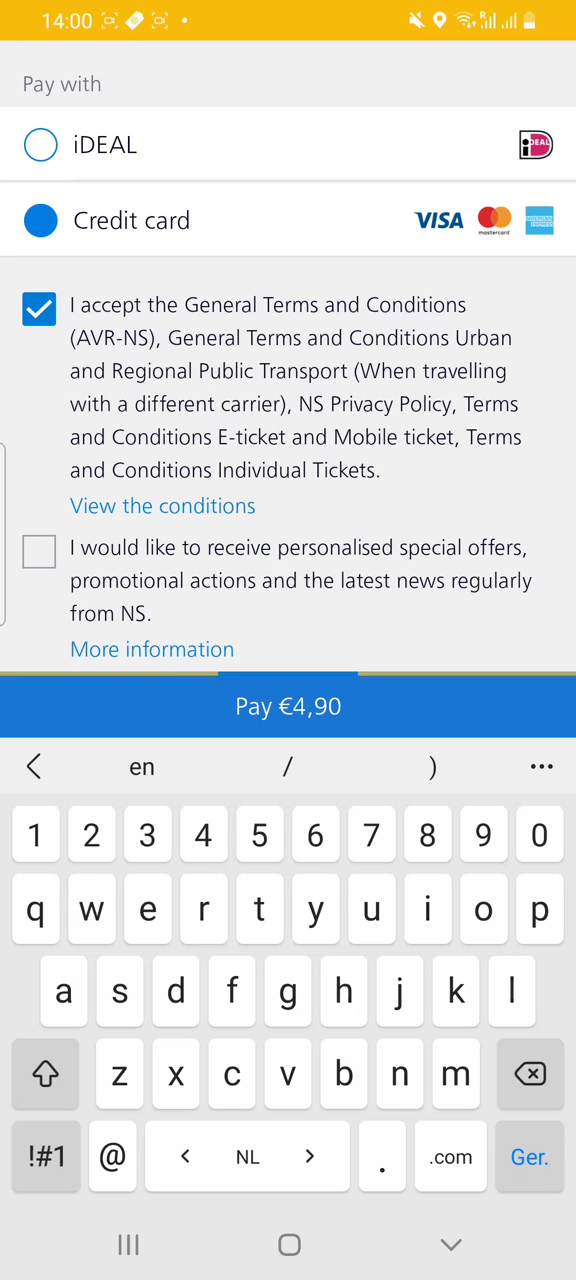 14:00
R
Pay with
iDEAL
iDEAL
Credit card
VISA
mastercard
AMERICAN EXPRESS
I accept the General Terms and Conditions
(AVR-NS), General Terms and Conditions Urban
and Regional Public Transport (When travelling
with a different carrier), NS Privacy Policy, Terms
and Conditions E-ticket and Mobile ticket, Terms
and Conditions Individual Tickets.
View the conditions
I would like to receive personalised special offers,
promotional actions and the latest news regularly
from NS.
More information
Pay €4,90
en / )
1 2 3 4 5 6 7 8 9 0
q w e r t y u i o p
a s d f g h j k l
z x c v b n m
!#1 @ < NL > . .com Ger.